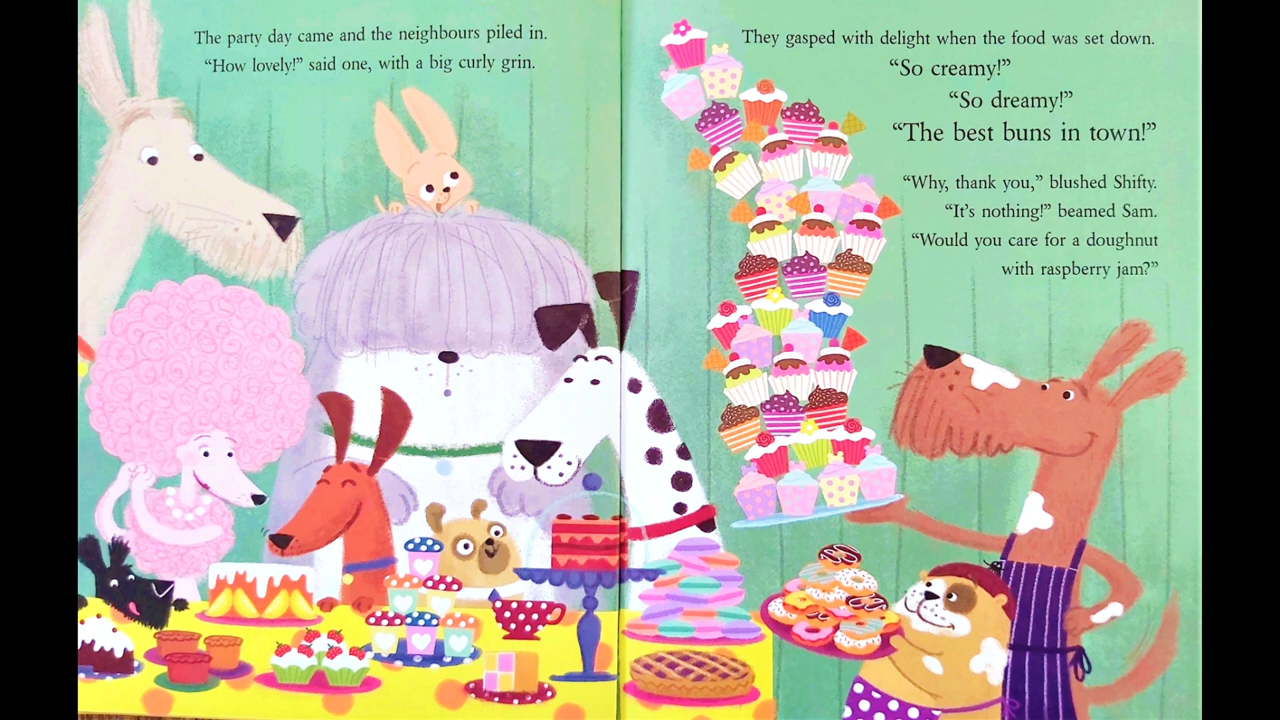 The party day came and the neighbours piled in.
“How lovely!” said one, with a big curly grin.
They gasped with delight when the food was set down.
“So creamy!”
“So dreamy!”
“The best buns in town!”
“Why, thank you,” blushed Shifty.
“It’s nothing!” beamed Sam.
“Would you care for a doughnut
with raspberry jam?”